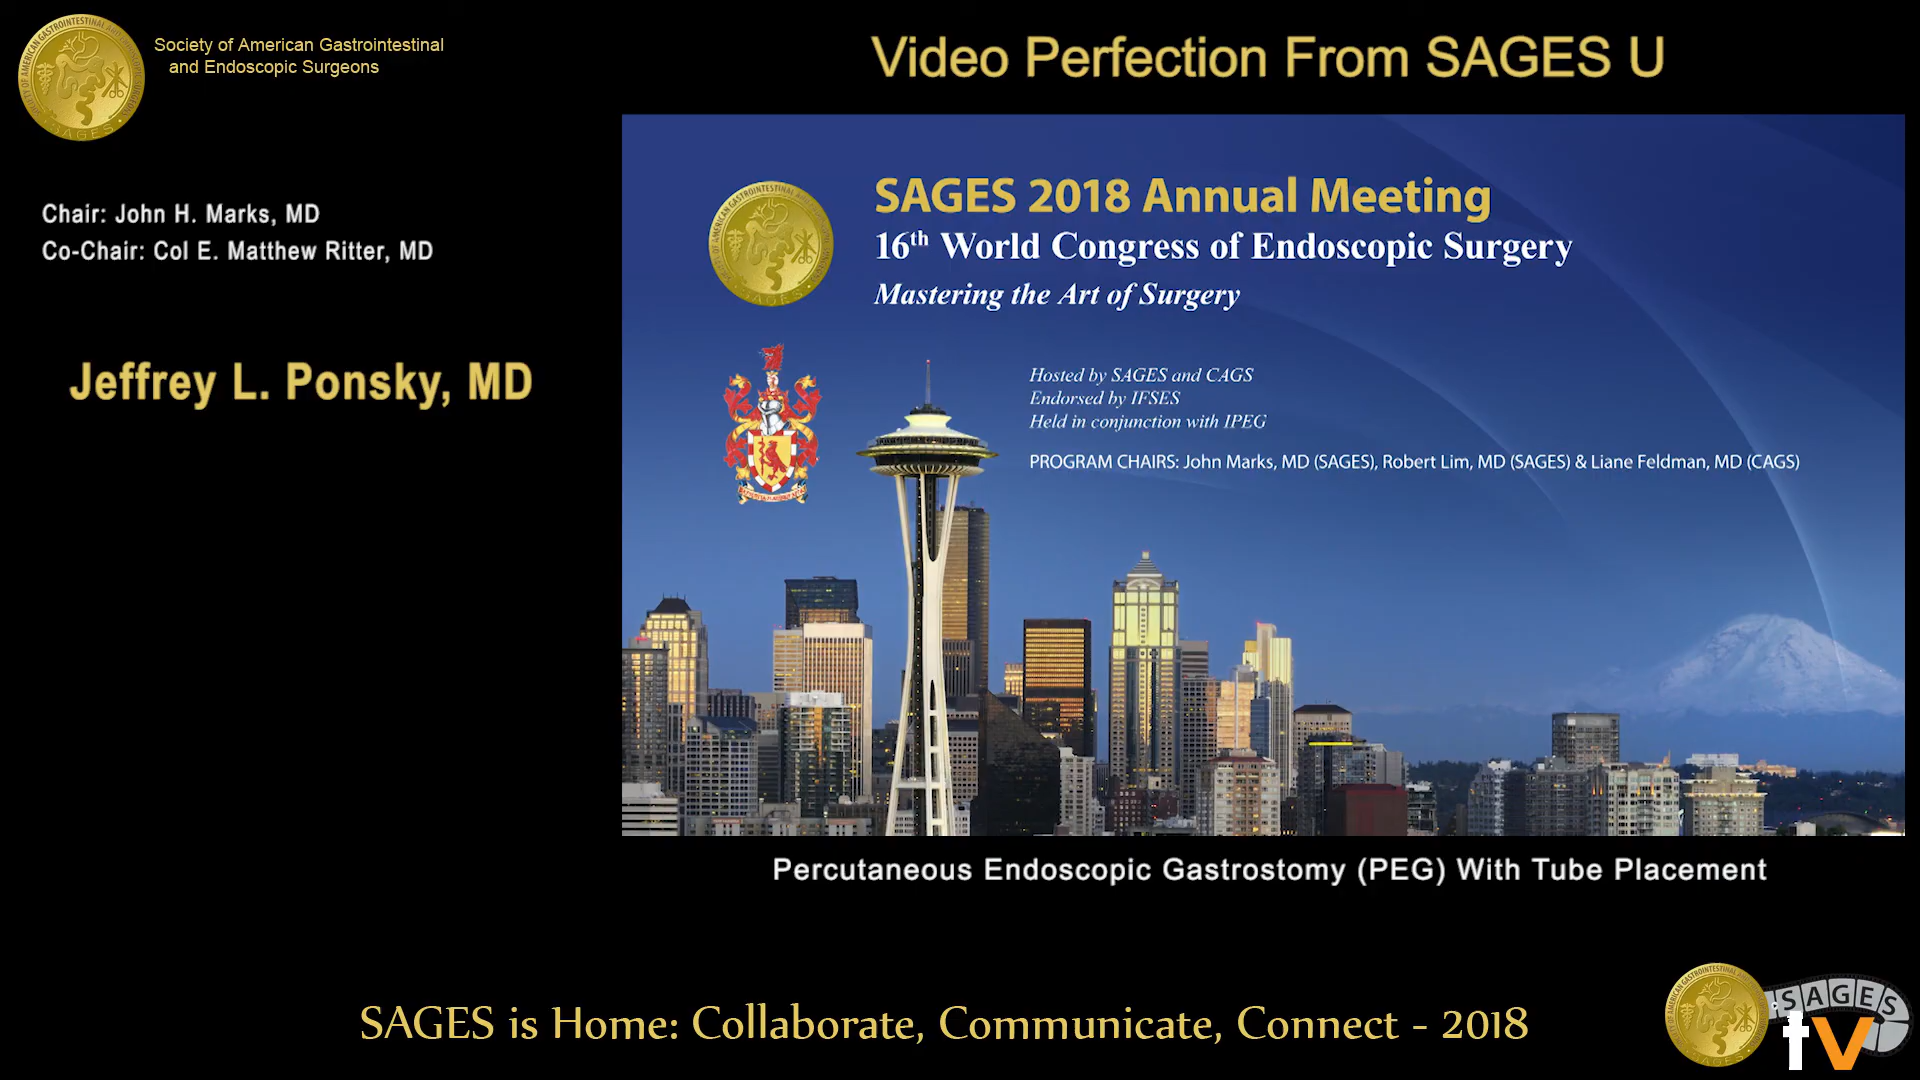 Society of American Gastrointestinal
and Endoscopic Surgeons
Video Perfection From SAGES U
Chair: John H. Marks, MD
Co-Chair: Col E. Matthew Ritter, MD
Jeffrey L. Ponsky, MD
SAGES 2018 Annual Meeting
16th World Congress of Endoscopic Surgery
Mastering the Art of Surgery
Hosted by SAGES and CAGS
Endorsed by IFSES
Held in conjunction with IPEG
PROGRAM CHAIRS: John Marks, MD (SAGES), Robert Lim, MD (SAGES) & Liane Feldman, MD (CAGS)
Percutaneous Endoscopic Gastrostomy (PEG) With Tube Placement
SAGES is Home: Collaborate, Communicate, Connect - 2018
SAGES
tv